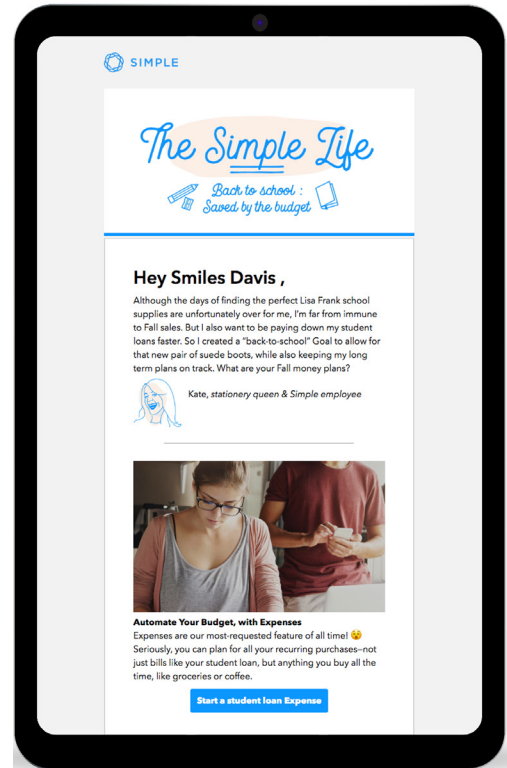 SIMPLE
The Simple Life
Back to school :
Saved by the budget
Hey Smiles Davis ,
Although the days of finding the perfect Lisa Frank school
supplies are unfortunately over for me, I'm far from immune
to Fall sales. But I also want to be paying down my student
loans faster. So I created a "back-to-school" Goal to allow for
that new pair of suede boots, while also keeping my long
term plans on track. What are your Fall money plans?
Kate, stationery queen & Simple employee
Automate Your Budget, with Expenses
Expenses are our most-requested feature of all time! 😲
Seriously, you can plan for all your recurring purchases—not
just bills like your student loan, but anything you buy all the
time, like groceries or coffee.
Start a student loan Expense